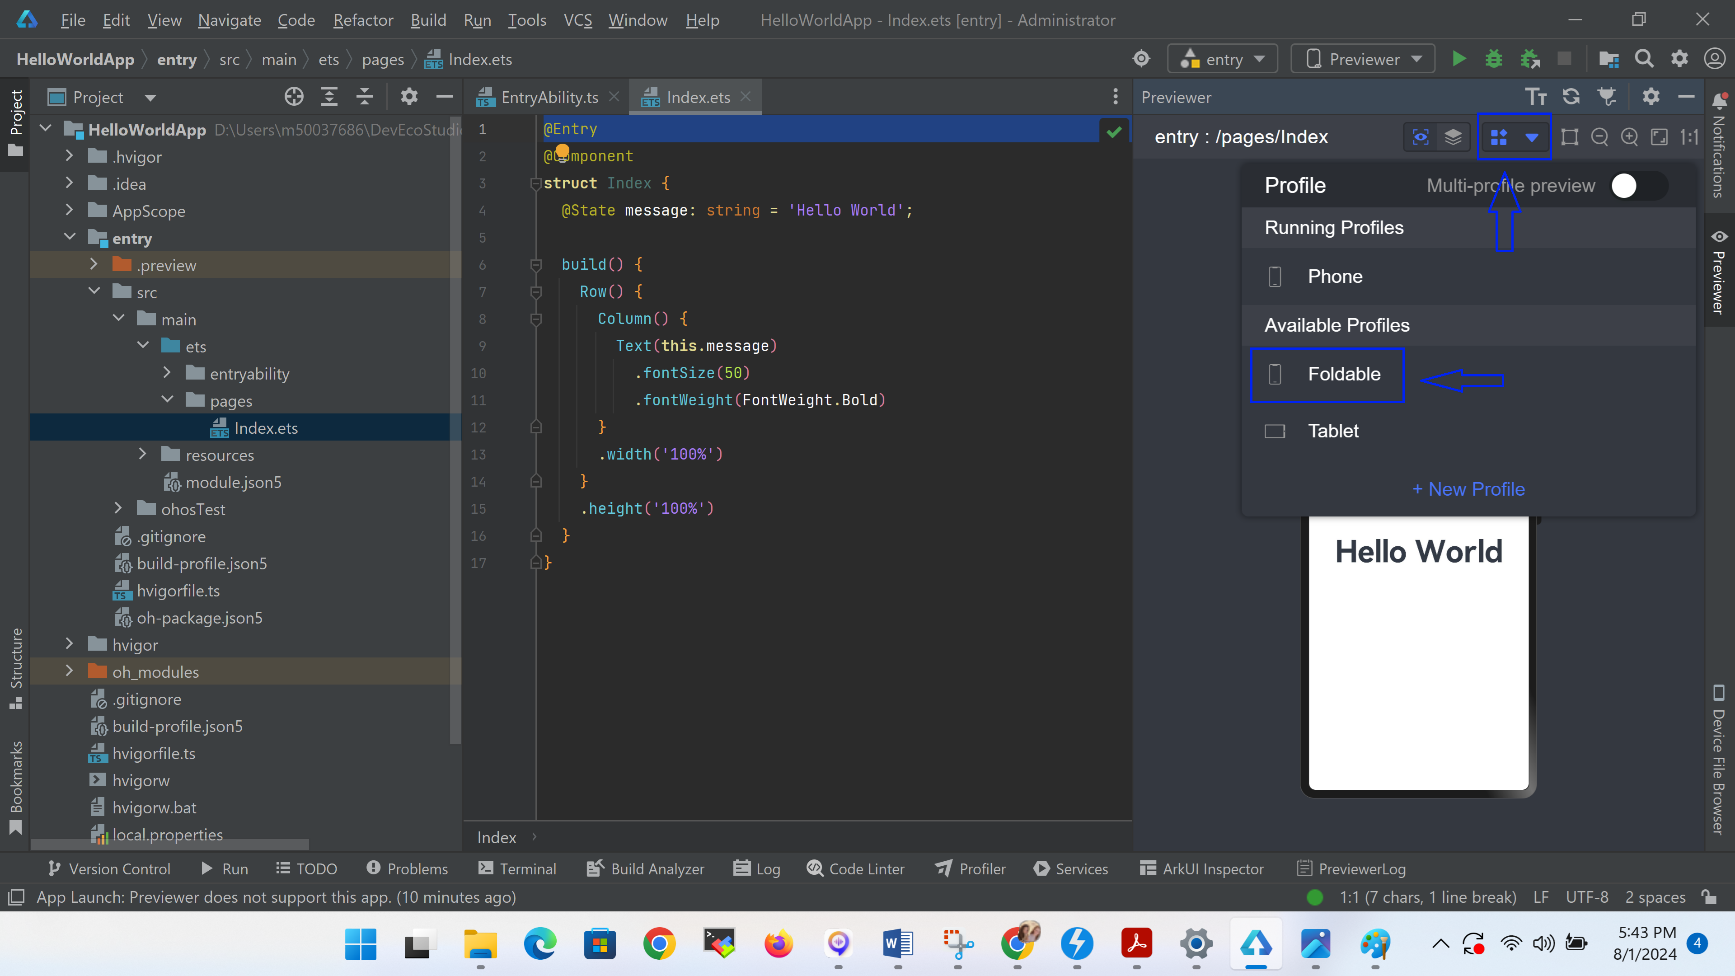 File Edit View Navigate Code Refactor Build Run Tools VCS Window Help HelloWorldApp - Index.ets [entry] - Administrator
HelloWorldApp entry src main ets pages Index.ets entry Previewer
Project
Project
EntryAbility.ts Index.ets
Previewer
HelloWorldApp D:\Users\m50037686\DevEcoStudio
.hvigor
.idea
AppScope
entry
.preview
src
main
ets
entryability
pages
Index.ets
resources
module.json5
ohosTest
.gitignore
build-profile.json5
hvigorfile.ts
oh-package.json5
hvigor
oh_modules
.gitignore
build-profile.json5
hvigorfile.ts
hvigorw
hvigorw.bat
local.properties
Structure
Bookmarks
1 @Entry
2 @Component
3 struct Index {
4 @State message: string = 'Hello World';
5
6 build() {
7 Row() {
8 Column() {
9 Text(this.message)
10 .fontSize(50)
11 .fontWeight(FontWeight.Bold)
12 }
13 .width('100%')
14 }
15 .height('100%')
16 }
17 }
Index
entry : /pages/Index 1:1
Profile Multi-profile preview
Running Profiles
Phone
Available Profiles
Foldable
Tablet
+ New Profile
Hello World
Notifications
Previewer
Device File Browser
Version Control Run TODO Problems Terminal Build Analyzer Log Code Linter Profiler Services ArkUI Inspector PreviewerLog
App Launch: Previewer does not support this app. (10 minutes ago) 1:1 (7 chars, 1 line break) LF UTF-8 2 spaces
5:43 PM
8/1/2024
4